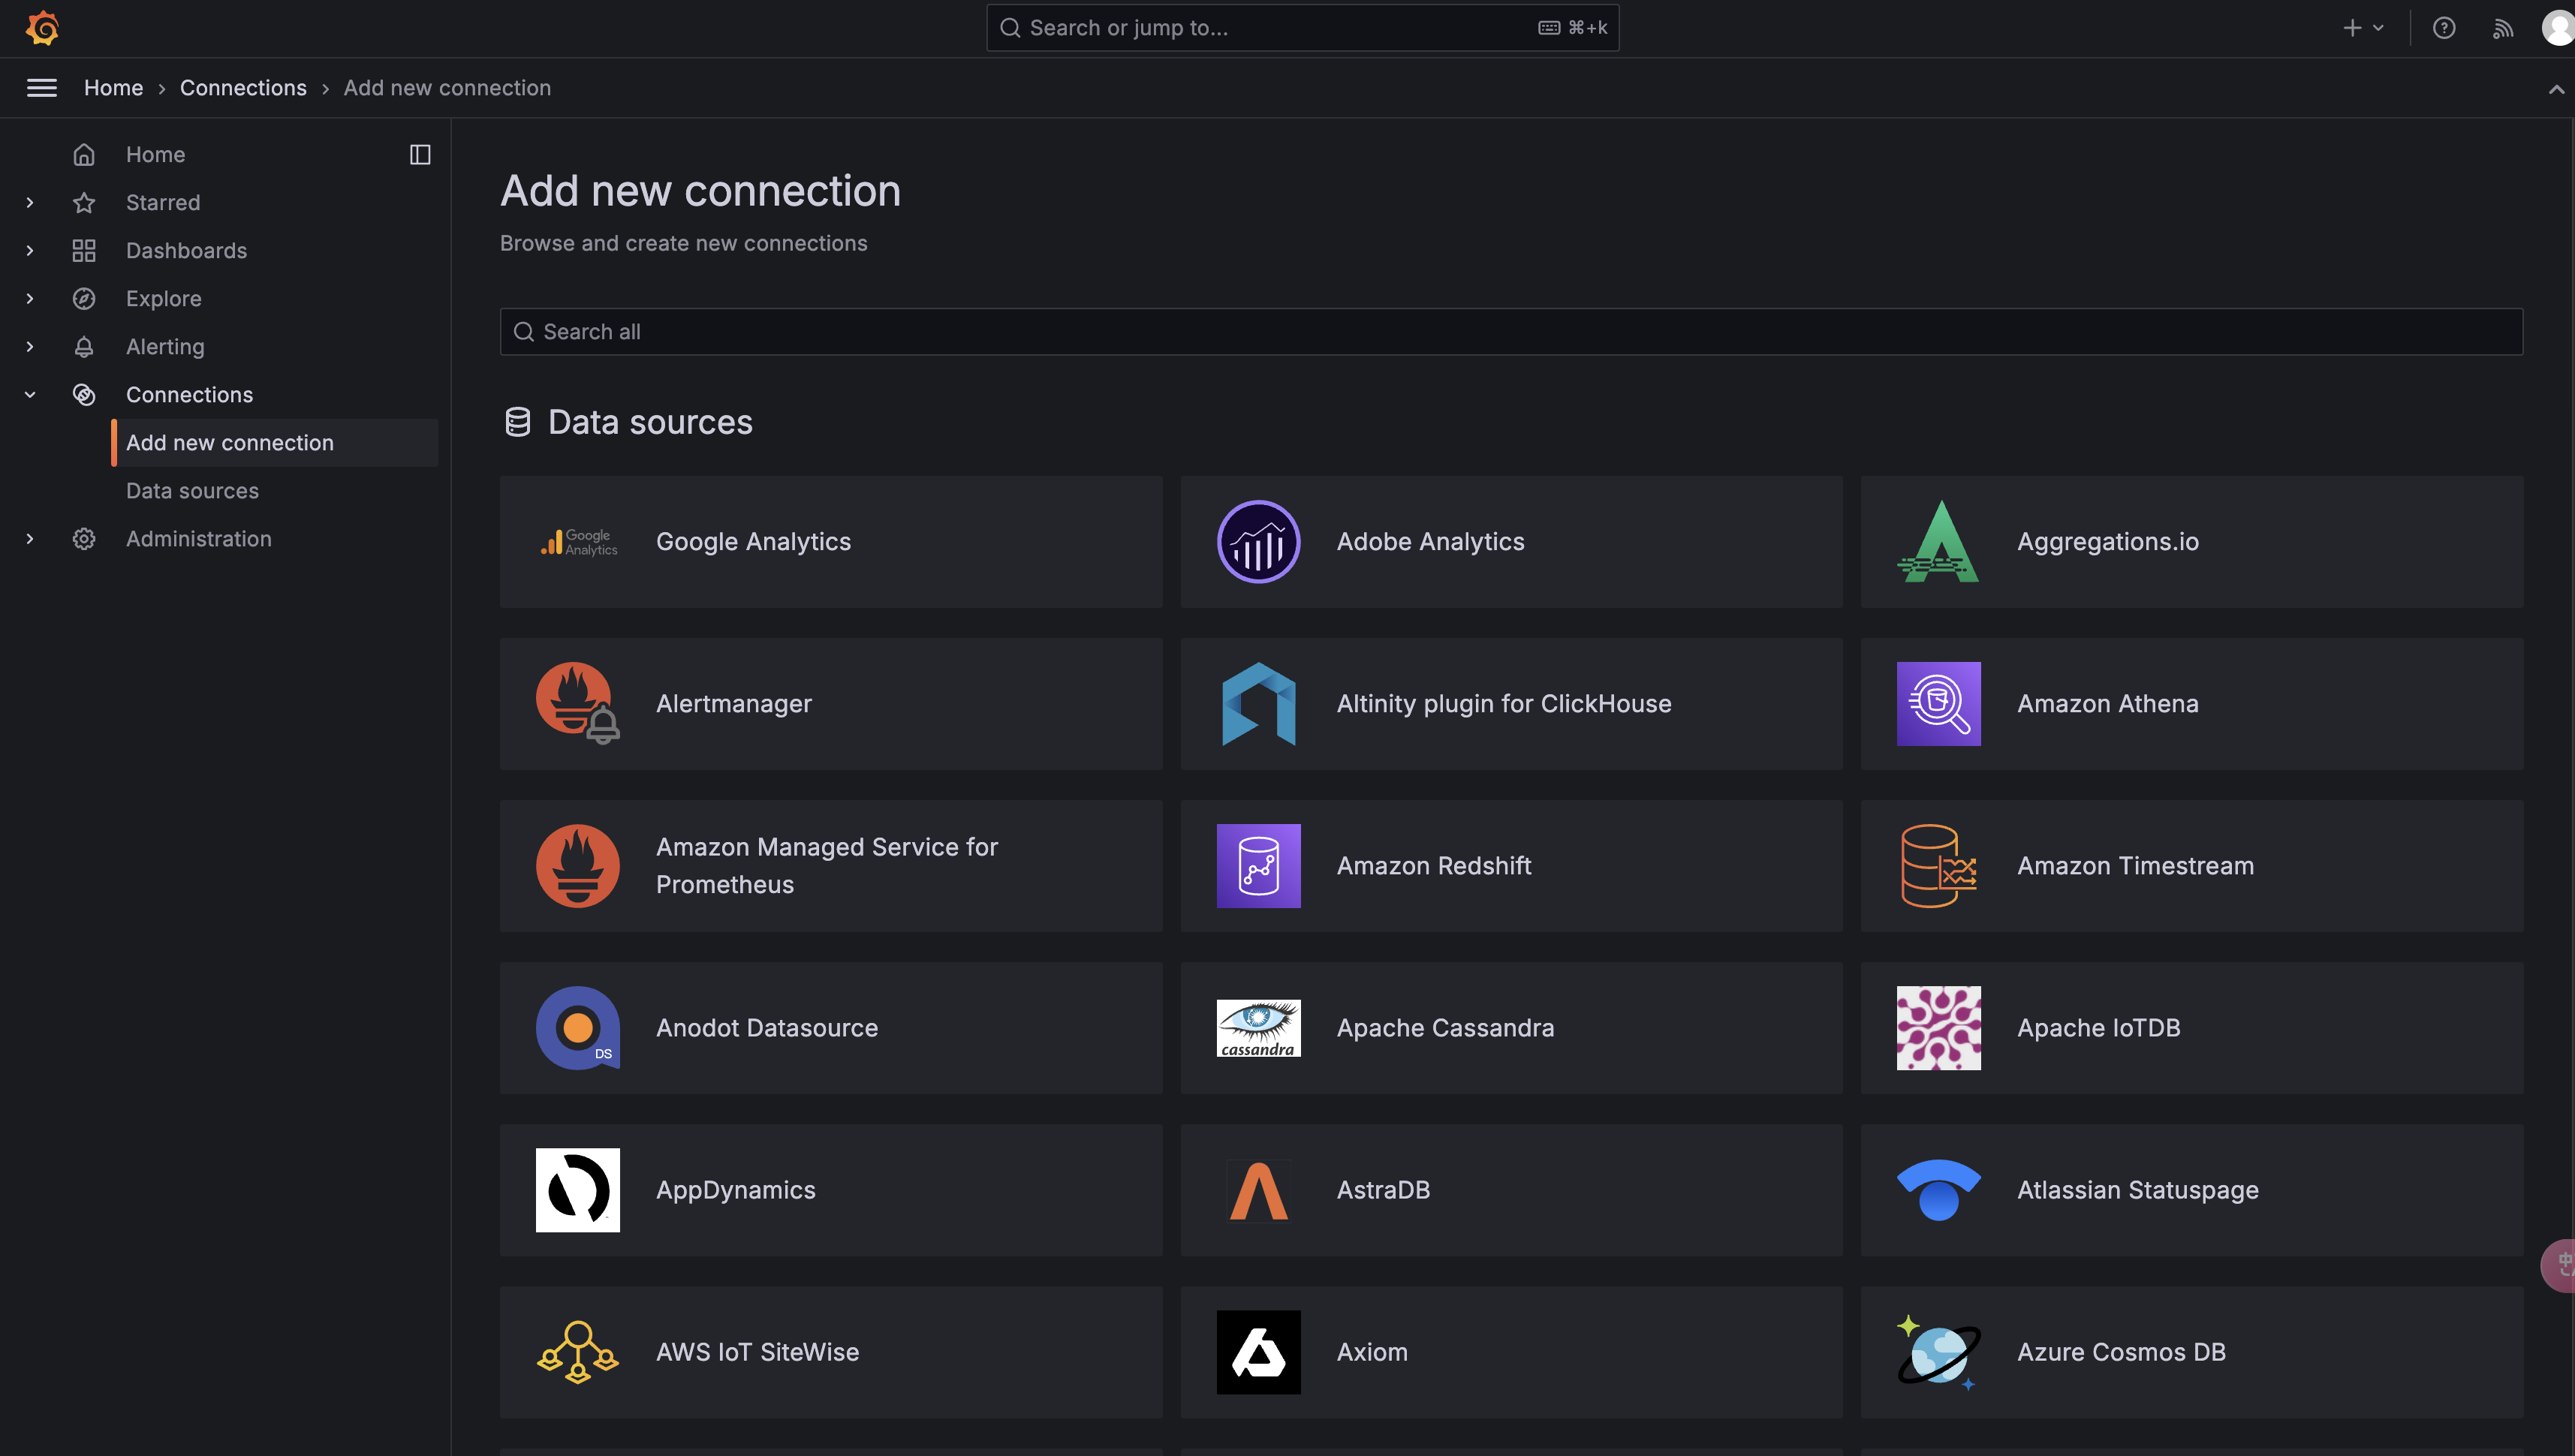 Search or jump to...
⌘+k
Home › Connections › Add new connection
Home
Starred
Dashboards
Explore
Alerting
Connections
Add new connection
Data sources
Administration
Add new connection
Browse and create new connections
Search all
Data sources
Google
Analytics
Google Analytics
Adobe Analytics
Aggregations.io
Alertmanager
Altinity plugin for ClickHouse
Amazon Athena
Amazon Managed Service for
Prometheus
Amazon Redshift
Amazon Timestream
DS
Anodot Datasource
cassandra
Apache Cassandra
Apache IoTDB
AppDynamics
AstraDB
Atlassian Statuspage
AWS IoT SiteWise
Axiom
Azure Cosmos DB